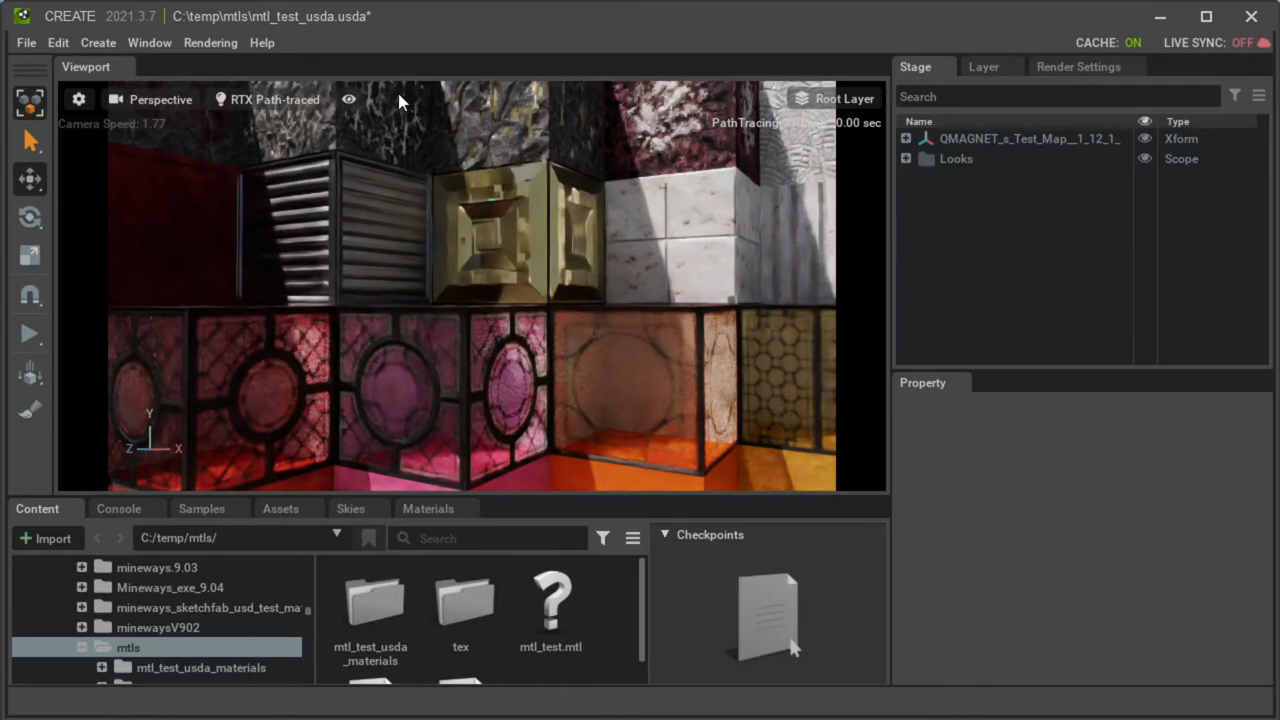 CREATE 2021.3.7 C:\temp\mtls\mtl_test_usda.usda*
File Edit Create Window Rendering Help
CACHE: ON LIVE SYNC: OFF
Viewport
Perspective RTX Path-traced
Root Layer
Camera Speed: 1.77
PathTracing
0.00 sec
Y
Z X
Stage Layer Render Settings
Search
Name Type
QMAGNET_s_Test_Map__1_12_1_ Xform
Looks Scope
Property
Content Console Samples Assets Skies Materials
Import C:/temp/mtls/ Search
mineways.9.03
Mineways_exe_9.04
mineways_sketchfab_usd_test_ma
minewaysV902
mtls
mtl_test_usda_materials
mtl_test_usda
_materials
tex
mtl_test.mtl
Checkpoints